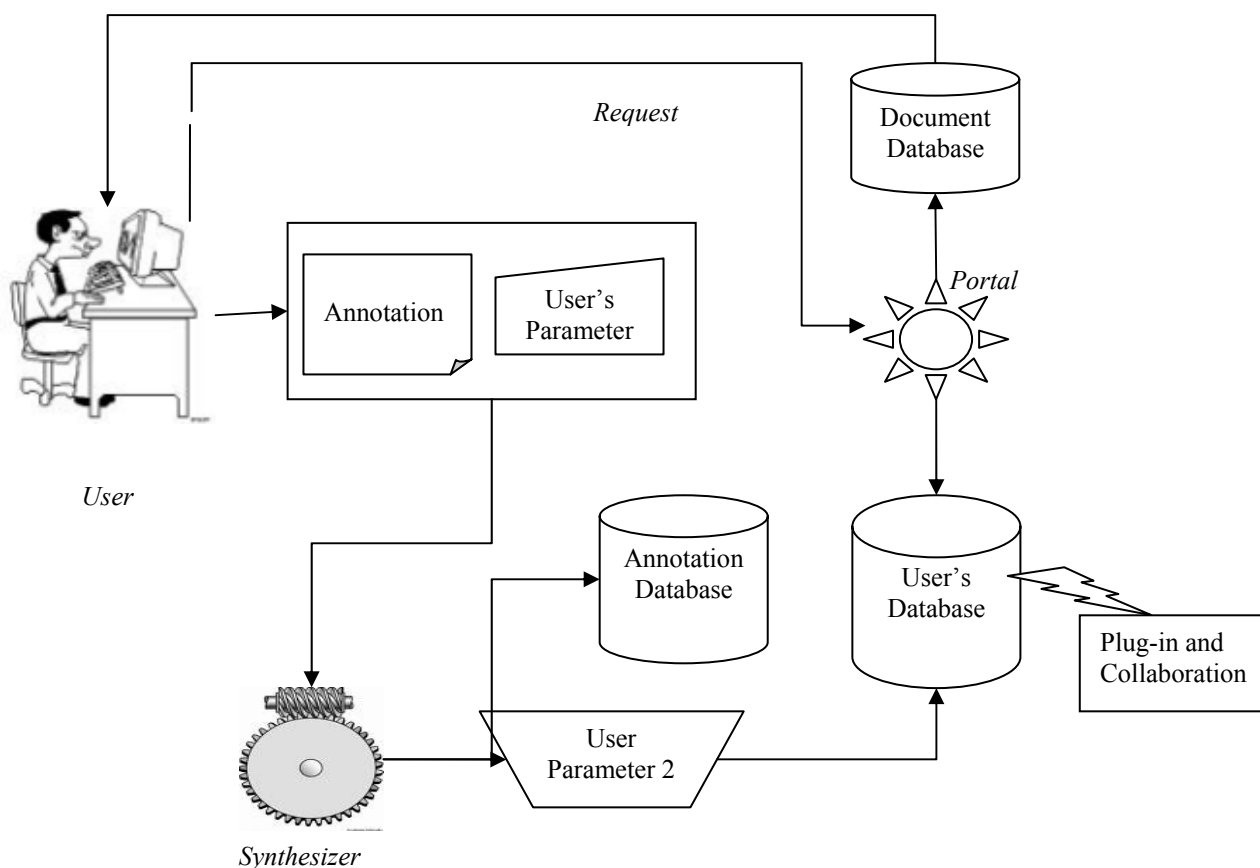 Request
Document
Database
Portal
Annotation
User's
Parameter
User
Annotation
Database
User's
Database
Plug-in and
Collaboration
User
Parameter 2
Synthesizer